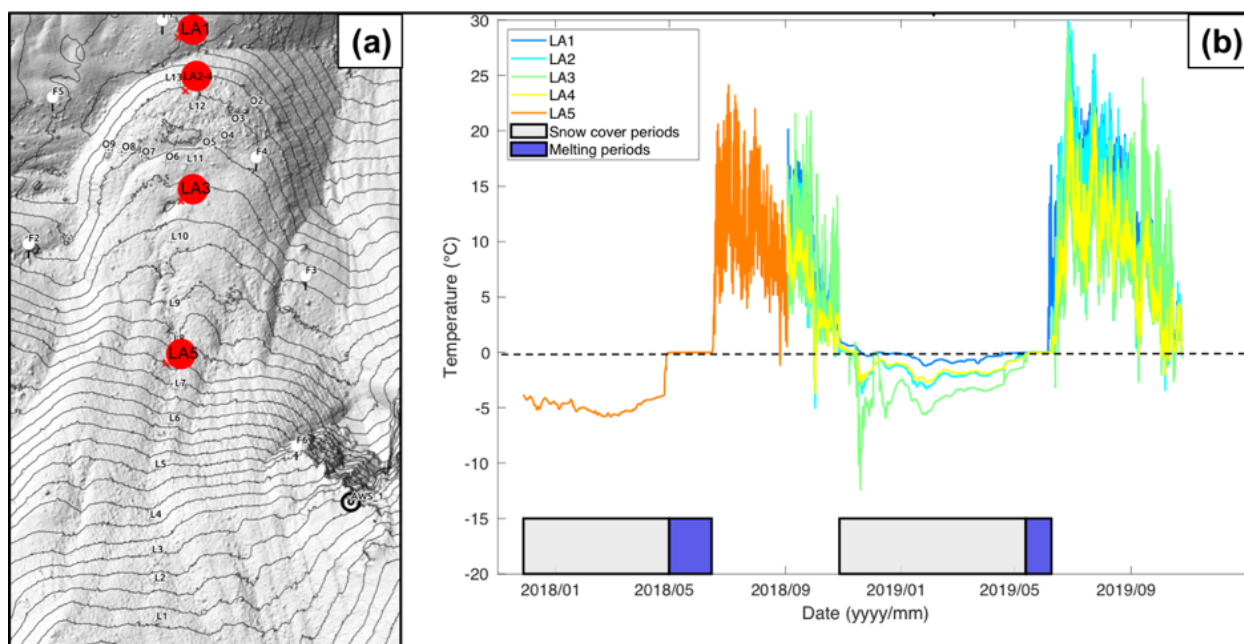 (a)
LA1
L13
LA2-4
F5
L12
O2
O3
O4
O9
O8
O7
O6
O5
L11
F4
LA3
F2
L10
F3
L9
LA5
L7
L6
L5
F6
AWS_1
L4
L3
L2
L1
(b)
LA1
LA2
LA3
LA4
LA5
Snow cover periods
Melting periods
Temperature (°C)
30
25
20
15
10
5
0
-5
-10
-15
-20
2018/01 2018/05 2018/09 2019/01 2019/05 2019/09
Date (yyyy/mm)